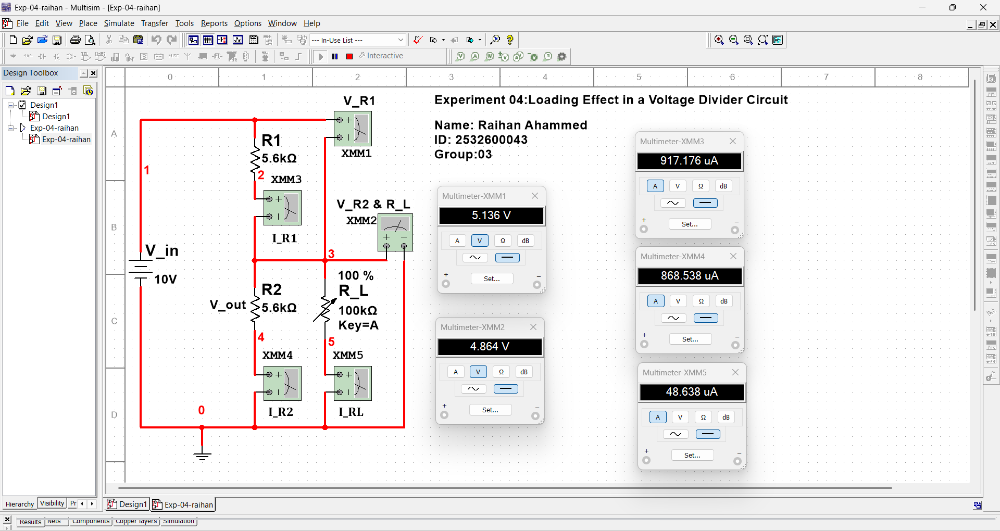 Exp-04-raihan - Multisim - [Exp-04-raihan]
File Edit View Place Simulate Transfer Tools Reports Options Window Help
--- In-Use List ---
MISC
Interactive
Design Toolbox
Design1
Design1
Exp-04-raihan
Exp-04-raihan
0 1 2 3 4 5 6 7 8
A
B
C
D
Experiment 04:Loading Effect in a Voltage Divider Circuit
Name: Raihan Ahammed
ID: 2532600043
Group:03
V_R1
XMM1
R1
5.6kΩ
1
2
XMM3
I_R1
V_R2 & R_L
XMM2
V_in
10V
3
100 %
R_L
100kΩ
Key=A
R2
5.6kΩ
V_out
4
5
XMM4
XMM5
I_R2
I_RL
0
Multimeter-XMM1
5.136 V
A V Ω dB
Set...
+ −
Multimeter-XMM2
4.864 V
A V Ω dB
Set...
+ −
Multimeter-XMM3
917.176 uA
A V Ω dB
Set...
+ −
Multimeter-XMM4
868.538 uA
A V Ω dB
Set...
+ −
Multimeter-XMM5
48.638 uA
A V Ω dB
Set...
+ −
Hierarchy Visibility Pr
Design1 Exp-04-raihan
Results Nets Components Copper layers Simulation